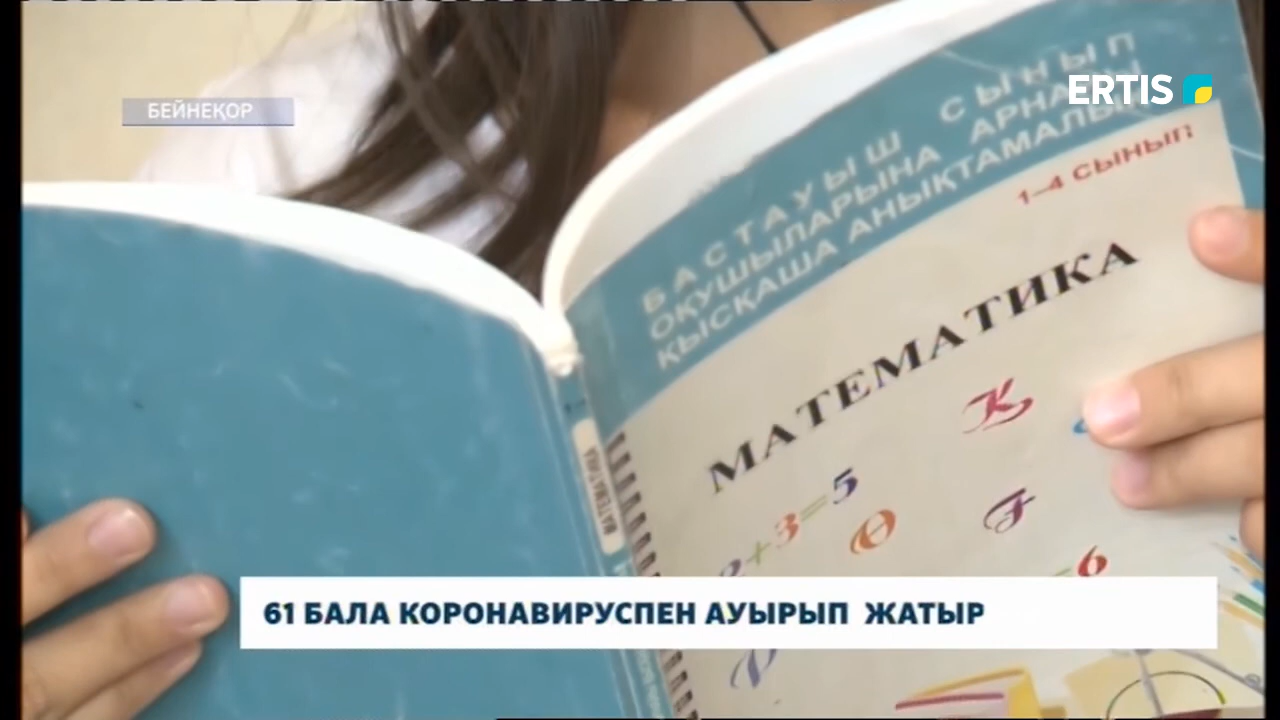 ERTIS
БЕЙНЕҚОР
БАСТАУЫШ СЫНЫП
ОҚУШЫЛАРЫНА АРНАЛҒАН
ҚЫСҚАША АНЫҚТАМАЛЫҚ
1–4 СЫНЫП
МАТЕМАТИКА
Қ
2+3=5
Ө
Ғ
=6
МАТЕМАТИКА
61 БАЛА КОРОНАВИРУСПЕН АУЫРЫП ЖАТЫР